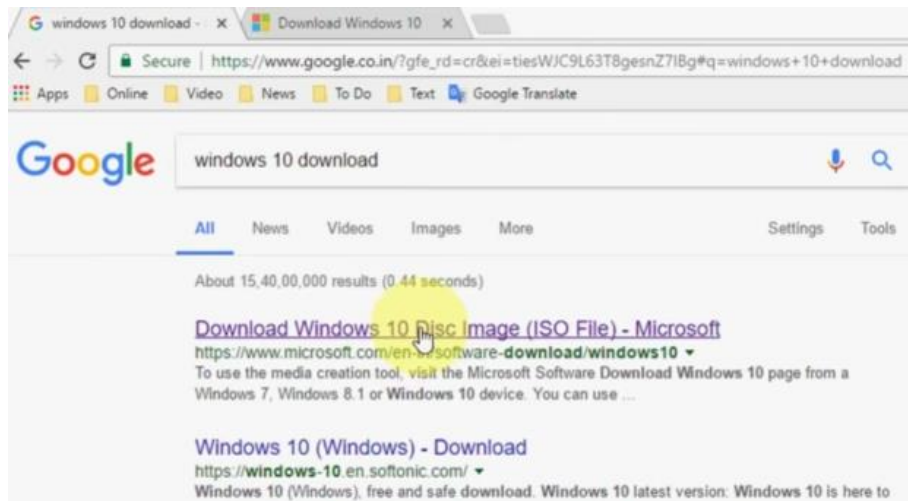 windows 10 download -
Download Windows 10
Secure | https://www.google.co.in/?gfe_rd=cr&ei=tiesWJC9L63T8gesnZ7IBg#q=windows+10+download
Apps Online Video News To Do Text Google Translate
Google windows 10 download
All News Videos Images More Settings Tools
About 15,40,00,000 results (0.44 seconds)
Download Windows 10 Disc Image (ISO File) - Microsoft
https://www.microsoft.com/en-in/software-download/windows10
To use the media creation tool, visit the Microsoft Software Download Windows 10 page from a
Windows 7, Windows 8.1 or Windows 10 device. You can use ...
Windows 10 (Windows) - Download
https://windows-10.en.softonic.com/
Windows 10 (Windows), free and safe download. Windows 10 latest version: Windows 10 is here to